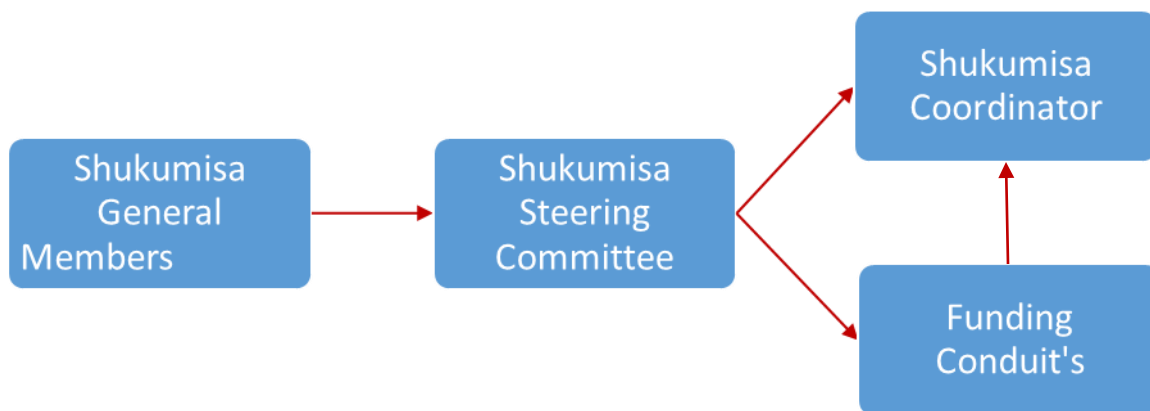 Shukumisa
General
Members
Shukumisa
Steering
Committee
Shukumisa
Coordinator
Funding
Conduit's